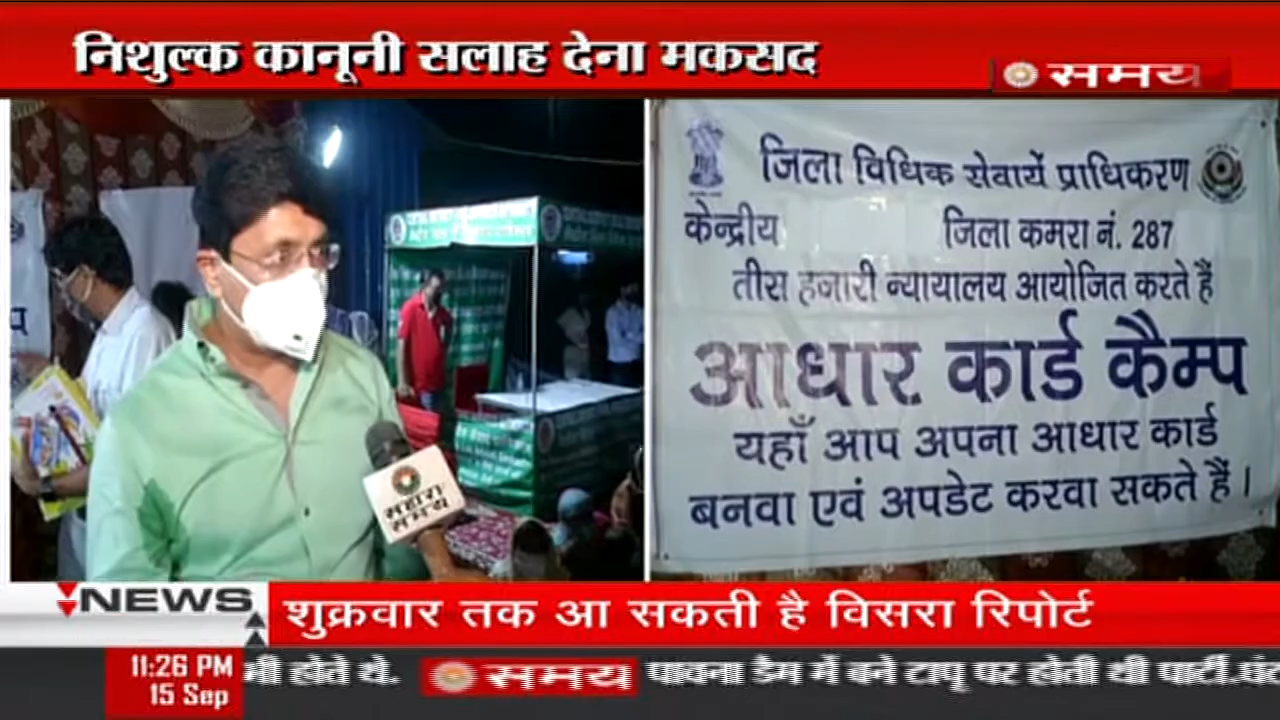 निशुल्क कानूनी सलाह देना मकसद
समय
जिला विधिक सेवायें प्राधिकरण
केन्द्रीय जिला कमरा नं. 287
तीस हजारी न्यायालय आयोजित करते हैं
आधार कार्ड कैम्प
यहाँ आप अपना आधार कार्ड
बनवा एवं अपडेट करवा सकते हैं।
सहारा
समय
NEWS
शुक्रवार तक आ सकती है विसरा रिपोर्ट
11:26 PM
15 Sep
होते थे. समय पावना डैम में बने टापू पर होती थी पार्टी.